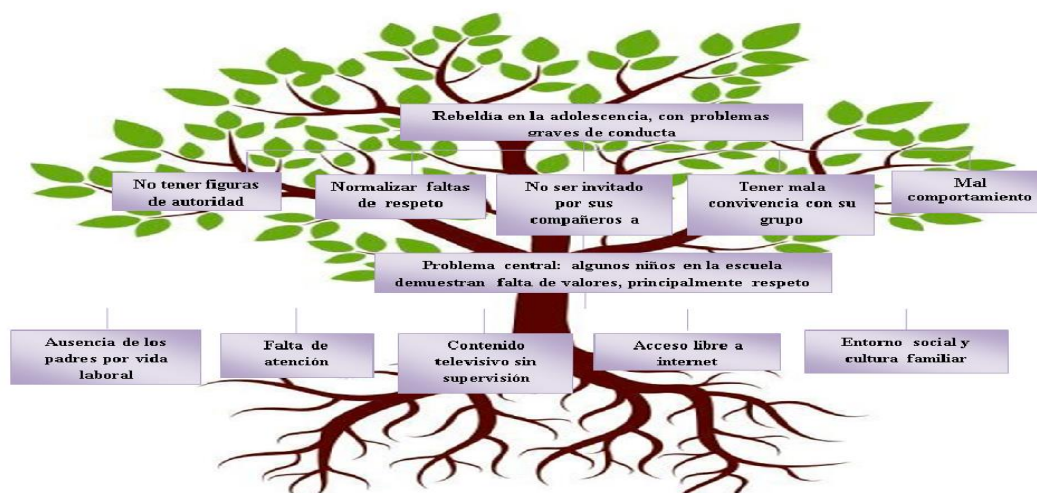 Rebeldía en la adolescencia, con problemas
graves de conducta
No tener figuras
de autoridad
Normalizar faltas
de respeto
No ser invitado
por sus
compañeros a
Tener mala
convivencia con su
grupo
Mal
comportamiento
Problema central: algunos niños en la escuela
demuestran falta de valores, principalmente respeto
Ausencia de los
padres por vida
laboral
Falta de
atención
Contenido
televisivo sin
supervisión
Acceso libre a
internet
Entorno social y
cultura familiar